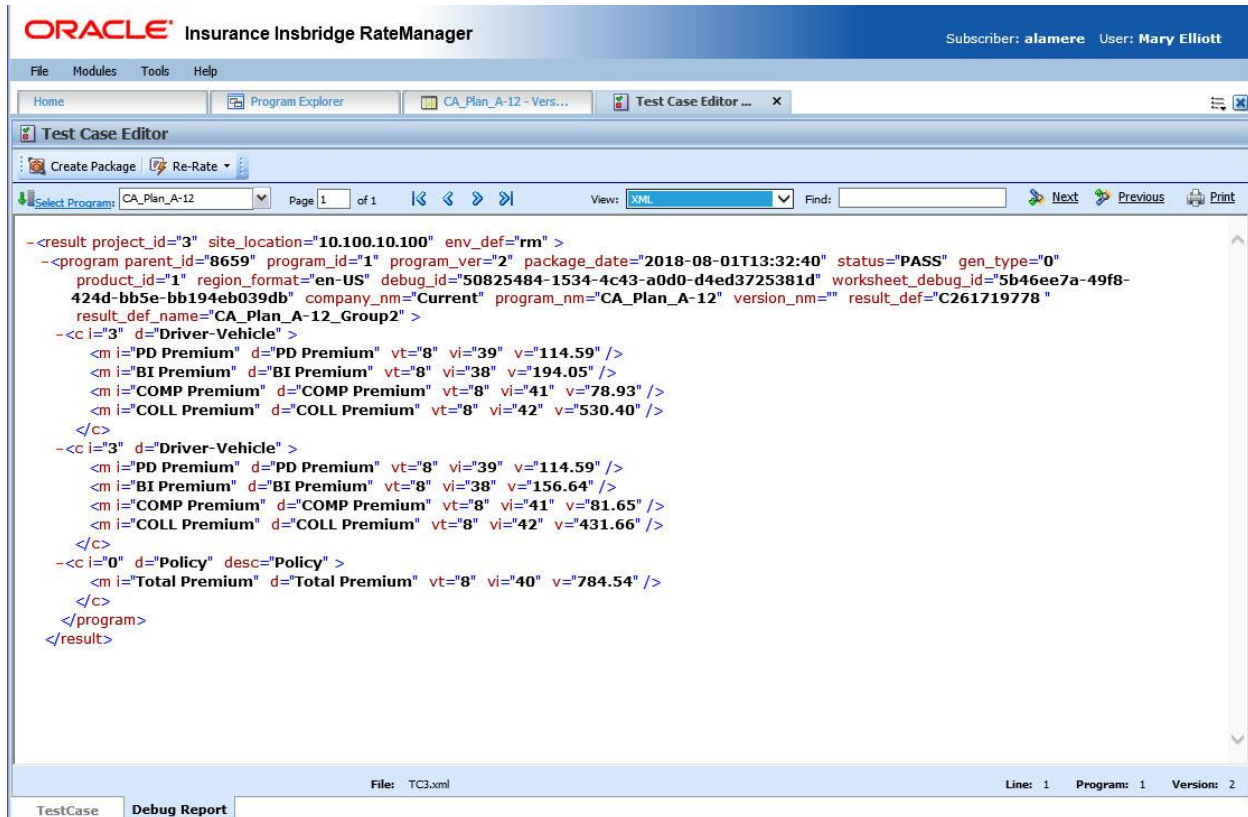 ORACLE® Insurance Insbridge RateManager
Subscriber: alamere User: Mary Elliott
File Modules Tools Help
Home Program Explorer CA_Plan_A-12 - Vers... Test Case Editor ... x
Test Case Editor
Create Package Re-Rate
Select Program: CA_Plan_A-12 Page 1 of 1 View: XML Find: Next Previous Print
-<result project_id="3" site_location="10.100.10.100" env_def="rm" >
-<program parent_id="8659" program_id="1" program_ver="2" package_date="2018-08-01T13:32:40" status="PASS" gen_type="0"
product_id="1" region_format="en-US" debug_id="50825484-1534-4c43-a0d0-d4ed3725381d" worksheet_debug_id="5b46ee7a-49f8-
424d-bb5e-bb194eb039db" company_nm="Current" program_nm="CA_Plan_A-12" version_nm="" result_def="C261719778 "
result_def_name="CA_Plan_A-12_Group2" >
-<c i="3" d="Driver-Vehicle" >
<m i="PD Premium" d="PD Premium" vt="8" vi="39" v="114.59" />
<m i="BI Premium" d="BI Premium" vt="8" vi="38" v="194.05" />
<m i="COMP Premium" d="COMP Premium" vt="8" vi="41" v="78.93" />
<m i="COLL Premium" d="COLL Premium" vt="8" vi="42" v="530.40" />
</c>
-<c i="3" d="Driver-Vehicle" >
<m i="PD Premium" d="PD Premium" vt="8" vi="39" v="114.59" />
<m i="BI Premium" d="BI Premium" vt="8" vi="38" v="156.64" />
<m i="COMP Premium" d="COMP Premium" vt="8" vi="41" v="81.65" />
<m i="COLL Premium" d="COLL Premium" vt="8" vi="42" v="431.66" />
</c>
-<c i="0" d="Policy" desc="Policy" >
<m i="Total Premium" d="Total Premium" vt="8" vi="40" v="784.54" />
</c>
</program>
</result>
File: TC3.xml Line: 1 Program: 1 Version: 2
TestCase Debug Report